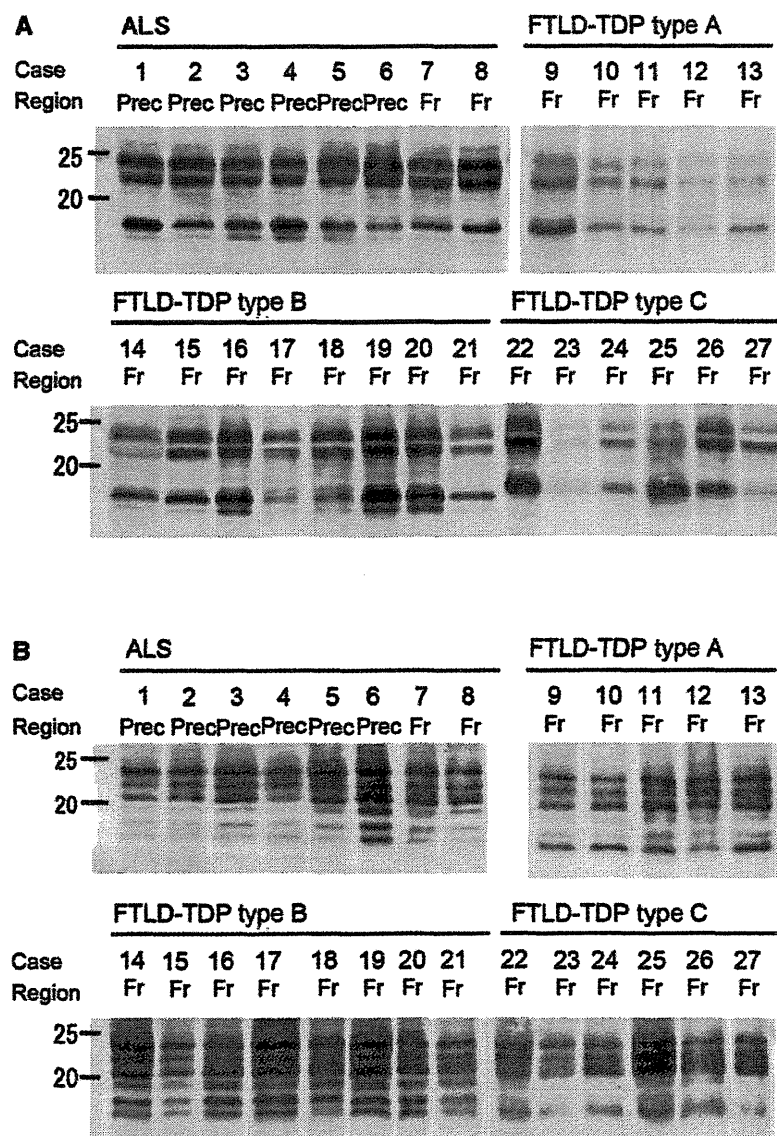 A ALS FTLD-TDP type A
Case 1 2 3 4 5 6 7 8 9 10 11 12 13
Region Prec Prec Prec Prec Prec Prec Fr Fr Fr Fr Fr Fr Fr
25
20
FTLD-TDP type B FTLD-TDP type C
Case 14 15 16 17 18 19 20 21 22 23 24 25 26 27
Region Fr Fr Fr Fr Fr Fr Fr Fr Fr Fr Fr Fr Fr Fr
25
20
B ALS FTLD-TDP type A
Case 1 2 3 4 5 6 7 8 9 10 11 12 13
Region Prec Prec Prec Prec Prec Prec Fr Fr Fr Fr Fr Fr Fr
25
20
FTLD-TDP type B FTLD-TDP type C
Case 14 15 16 17 18 19 20 21 22 23 24 25 26 27
Region Fr Fr Fr Fr Fr Fr Fr Fr Fr Fr Fr Fr Fr Fr
25
20